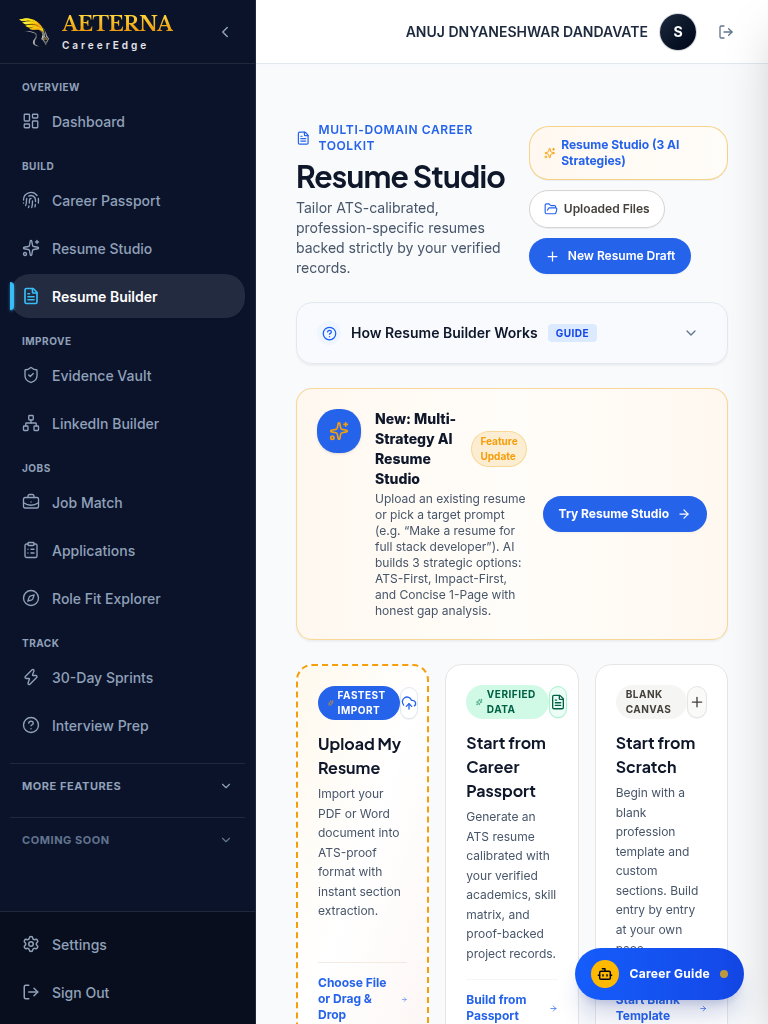 AETERNA
CareerEdge
ANUJ DNYANESHWAR DANDAVATE
S
OVERVIEW
Dashboard
BUILD
Career Passport
Resume Studio
Resume Builder
IMPROVE
Evidence Vault
LinkedIn Builder
JOBS
Job Match
Applications
Role Fit Explorer
TRACK
30-Day Sprints
Interview Prep
MORE FEATURES
COMING SOON
Settings
Sign Out
MULTI-DOMAIN CAREER
TOOLKIT
Resume Studio
Tailor ATS-calibrated,
profession-specific resumes
backed strictly by your verified
records.
Resume Studio (3 AI
Strategies)
Uploaded Files
New Resume Draft
How Resume Builder Works
GUIDE
New: Multi-
Strategy AI
Resume
Studio
Feature
Update
Upload an existing resume
or pick a target prompt
(e.g. “Make a resume for
full stack developer”). AI
builds 3 strategic options:
ATS-First, Impact-First,
and Concise 1-Page with
honest gap analysis.
Try Resume Studio
FASTEST
IMPORT
Upload My
Resume
Import your
PDF or Word
document into
ATS-proof
format with
instant section
extraction.
Choose File
or Drag &
Drop
VERIFIED
DATA
Start from
Career
Passport
Generate an
ATS resume
calibrated with
your verified
academics, skill
matrix, and
proof-backed
project records.
Build from
Passport
BLANK
CANVAS
Start from
Scratch
Begin with a
blank
profession
template and
custom
sections. Build
entry by entry
at your own
Start Blank
Template
Career Guide